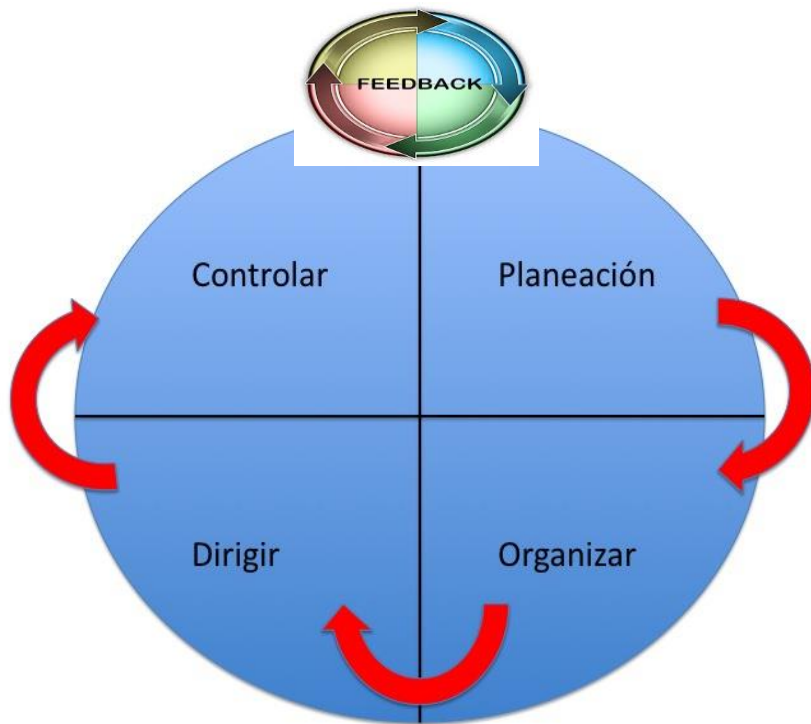 FEEDBACK
Controlar
Planeación
Dirigir
Organizar